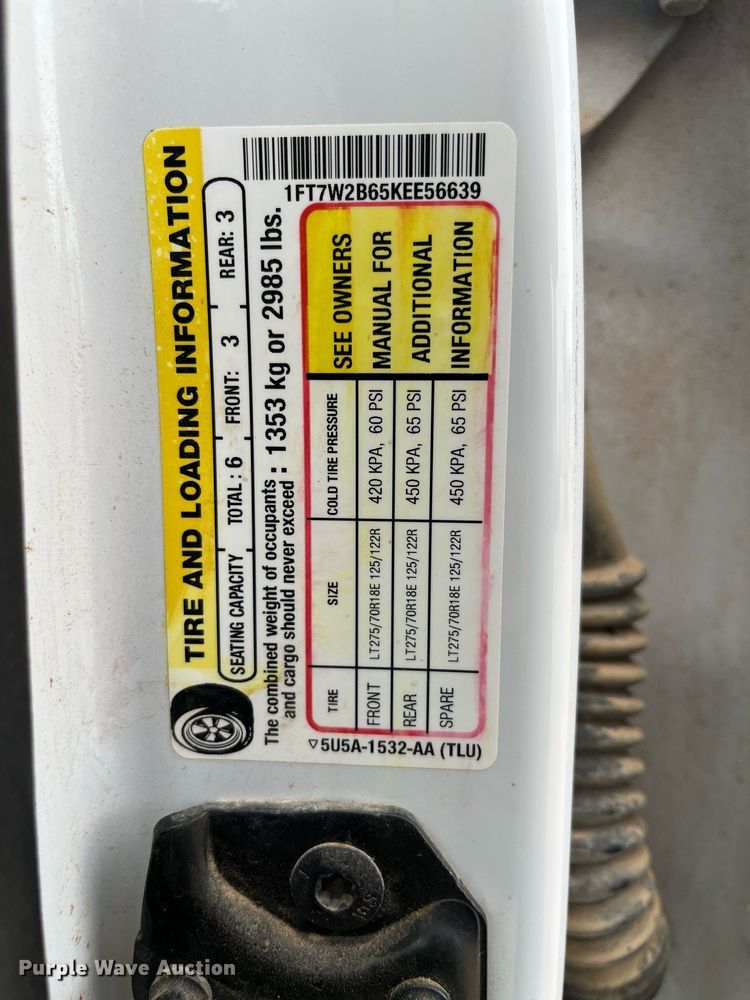 TIRE AND LOADING INFORMATION
SEATING CAPACITY TOTAL: 6 FRONT: 3 REAR: 3
The combined weight of occupants
and cargo should never exceed : 1353 kg or 2985 lbs.
1FT7W2B65KEE56639
TIRE SIZE COLD TIRE PRESSURE
FRONT LT275/70R18E 125/122R 420 KPA, 60 PSI
REAR LT275/70R18E 125/122R 450 KPA, 65 PSI
SPARE LT275/70R18E 125/122R 450 KPA, 65 PSI
SEE OWNERS
MANUAL FOR
ADDITIONAL
INFORMATION
▽5U5A-1532-AA (TLU)
Purple Wave Auction